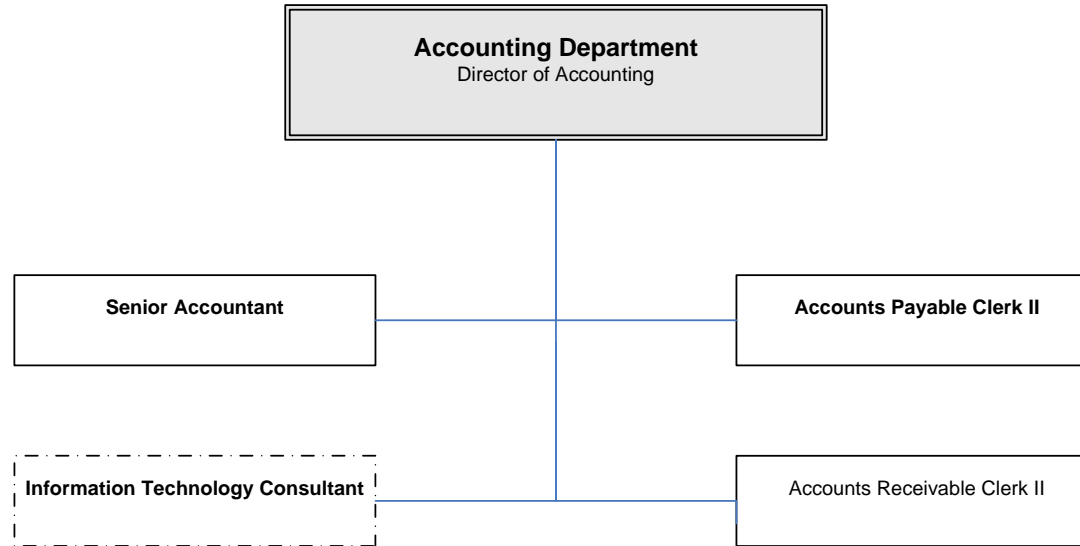 Accounting Department
Director of Accounting
Senior Accountant
Accounts Payable Clerk II
Information Technology Consultant
Accounts Receivable Clerk II